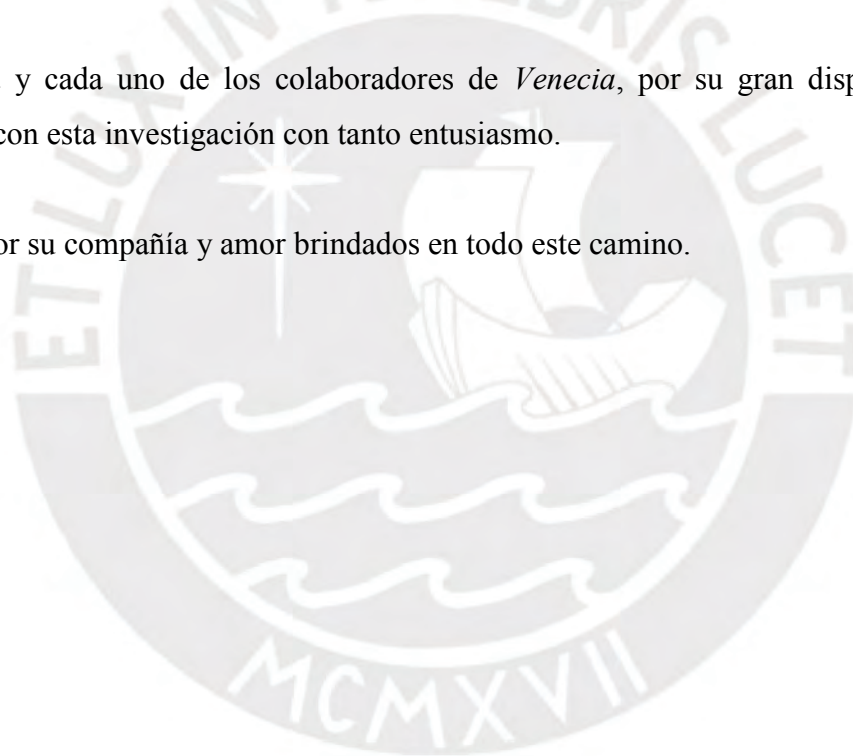 y cada uno de los colaboradores de Venecia, por su gran disp
con esta investigación con tanto entusiasmo.
or su compañía y amor brindados en todo este camino.
ET LUX IN TENEBRIS LUCET
MCMXVII